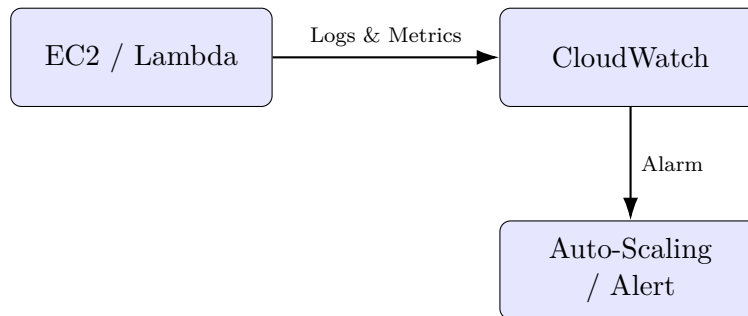 EC2 / Lambda
Logs & Metrics
CloudWatch
Alarm
Auto-Scaling
/ Alert